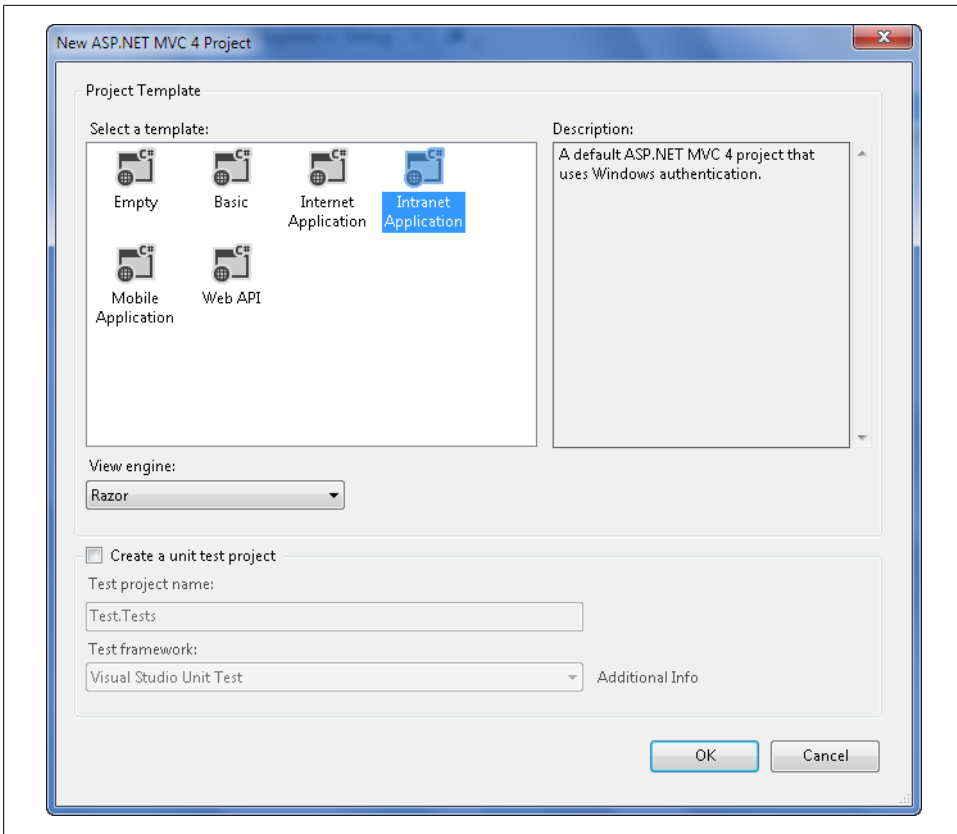 New ASP.NET MVC 4 Project
Project Template
Select a template:
Description:
C#
C#
C#
C#
Empty
Basic
Internet
Application
Intranet
Application
C#
C#
Mobile
Application
Web API
A default ASP.NET MVC 4 project that
uses Windows authentication.
View engine:
Razor
Create a unit test project
Test project name:
Test.Tests
Test framework:
Visual Studio Unit Test
Additional Info
OK
Cancel